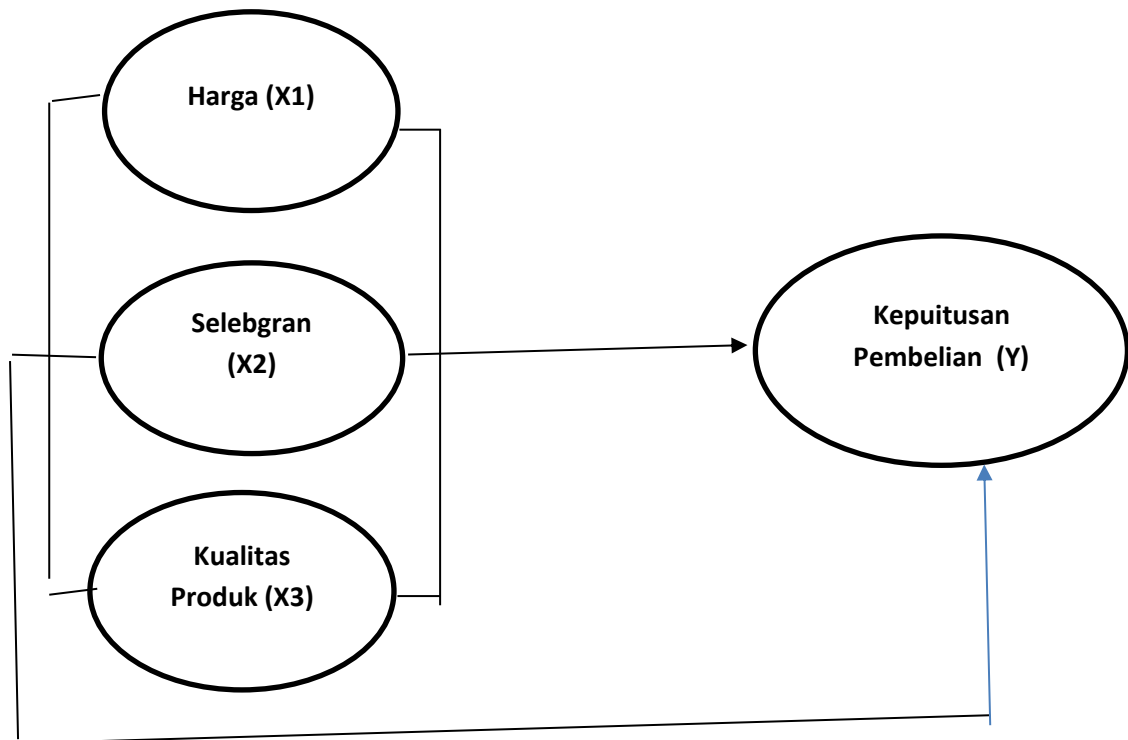 Harga (X1)
Selebgran
(X2)
Kepuitusan
Pembelian  (Y)
Kualitas
Produk (X3)